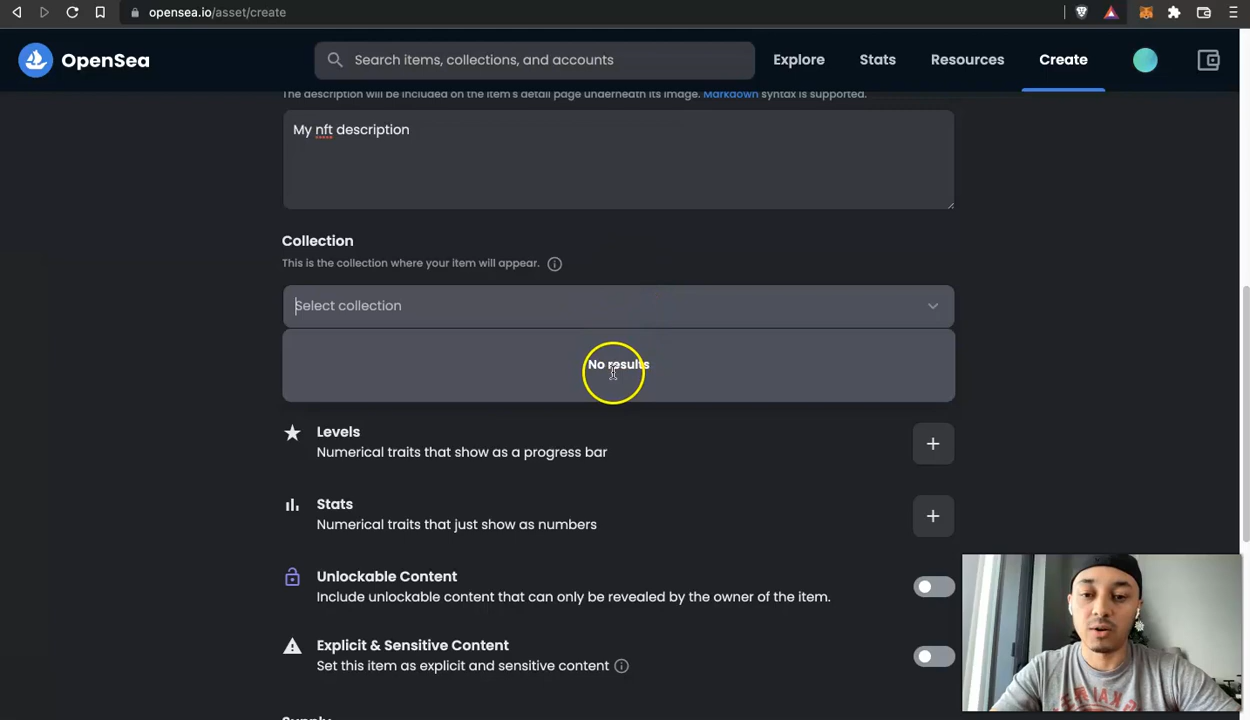 opensea.io/asset/create
OpenSea
Search items, collections, and accounts
Explore
Stats
Resources
Create
The description will be included on the item's detail page underneath its image. Markdown syntax is supported.
My nft description
Collection
This is the collection where your item will appear.
Select collection
No results
Levels
Numerical traits that show as a progress bar
Stats
Numerical traits that just show as numbers
Unlockable Content
Include unlockable content that can only be revealed by the owner of the item.
Explicit & Sensitive Content
Set this item as explicit and sensitive content
Supply